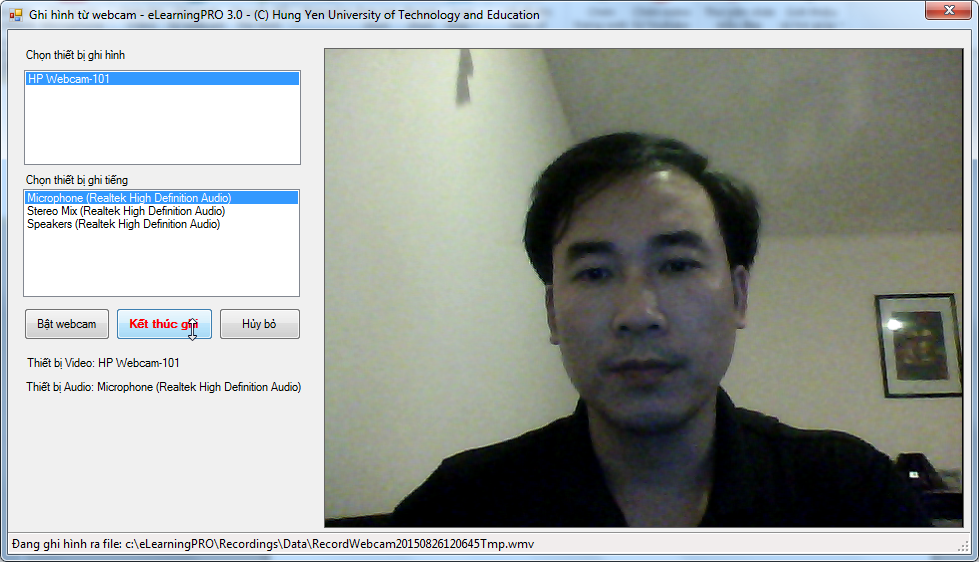 Ghi hình từ webcam - eLearningPRO 3.0 - (C) Hung Yen University of Technology and Education
Chọn thiết bị ghi hình
HP Webcam-101
Chọn thiết bị ghi tiếng
Microphone (Realtek High Definition Audio)
Stereo Mix (Realtek High Definition Audio)
Speakers (Realtek High Definition Audio)
Bật webcam
Kết thúc ghi
Hủy bỏ
Thiết bị Video: HP Webcam-101
Thiết bị Audio: Microphone (Realtek High Definition Audio)
Đang ghi hình ra file: c:\eLearningPRO\Recordings\Data\RecordWebcam20150826120645Tmp.wmv